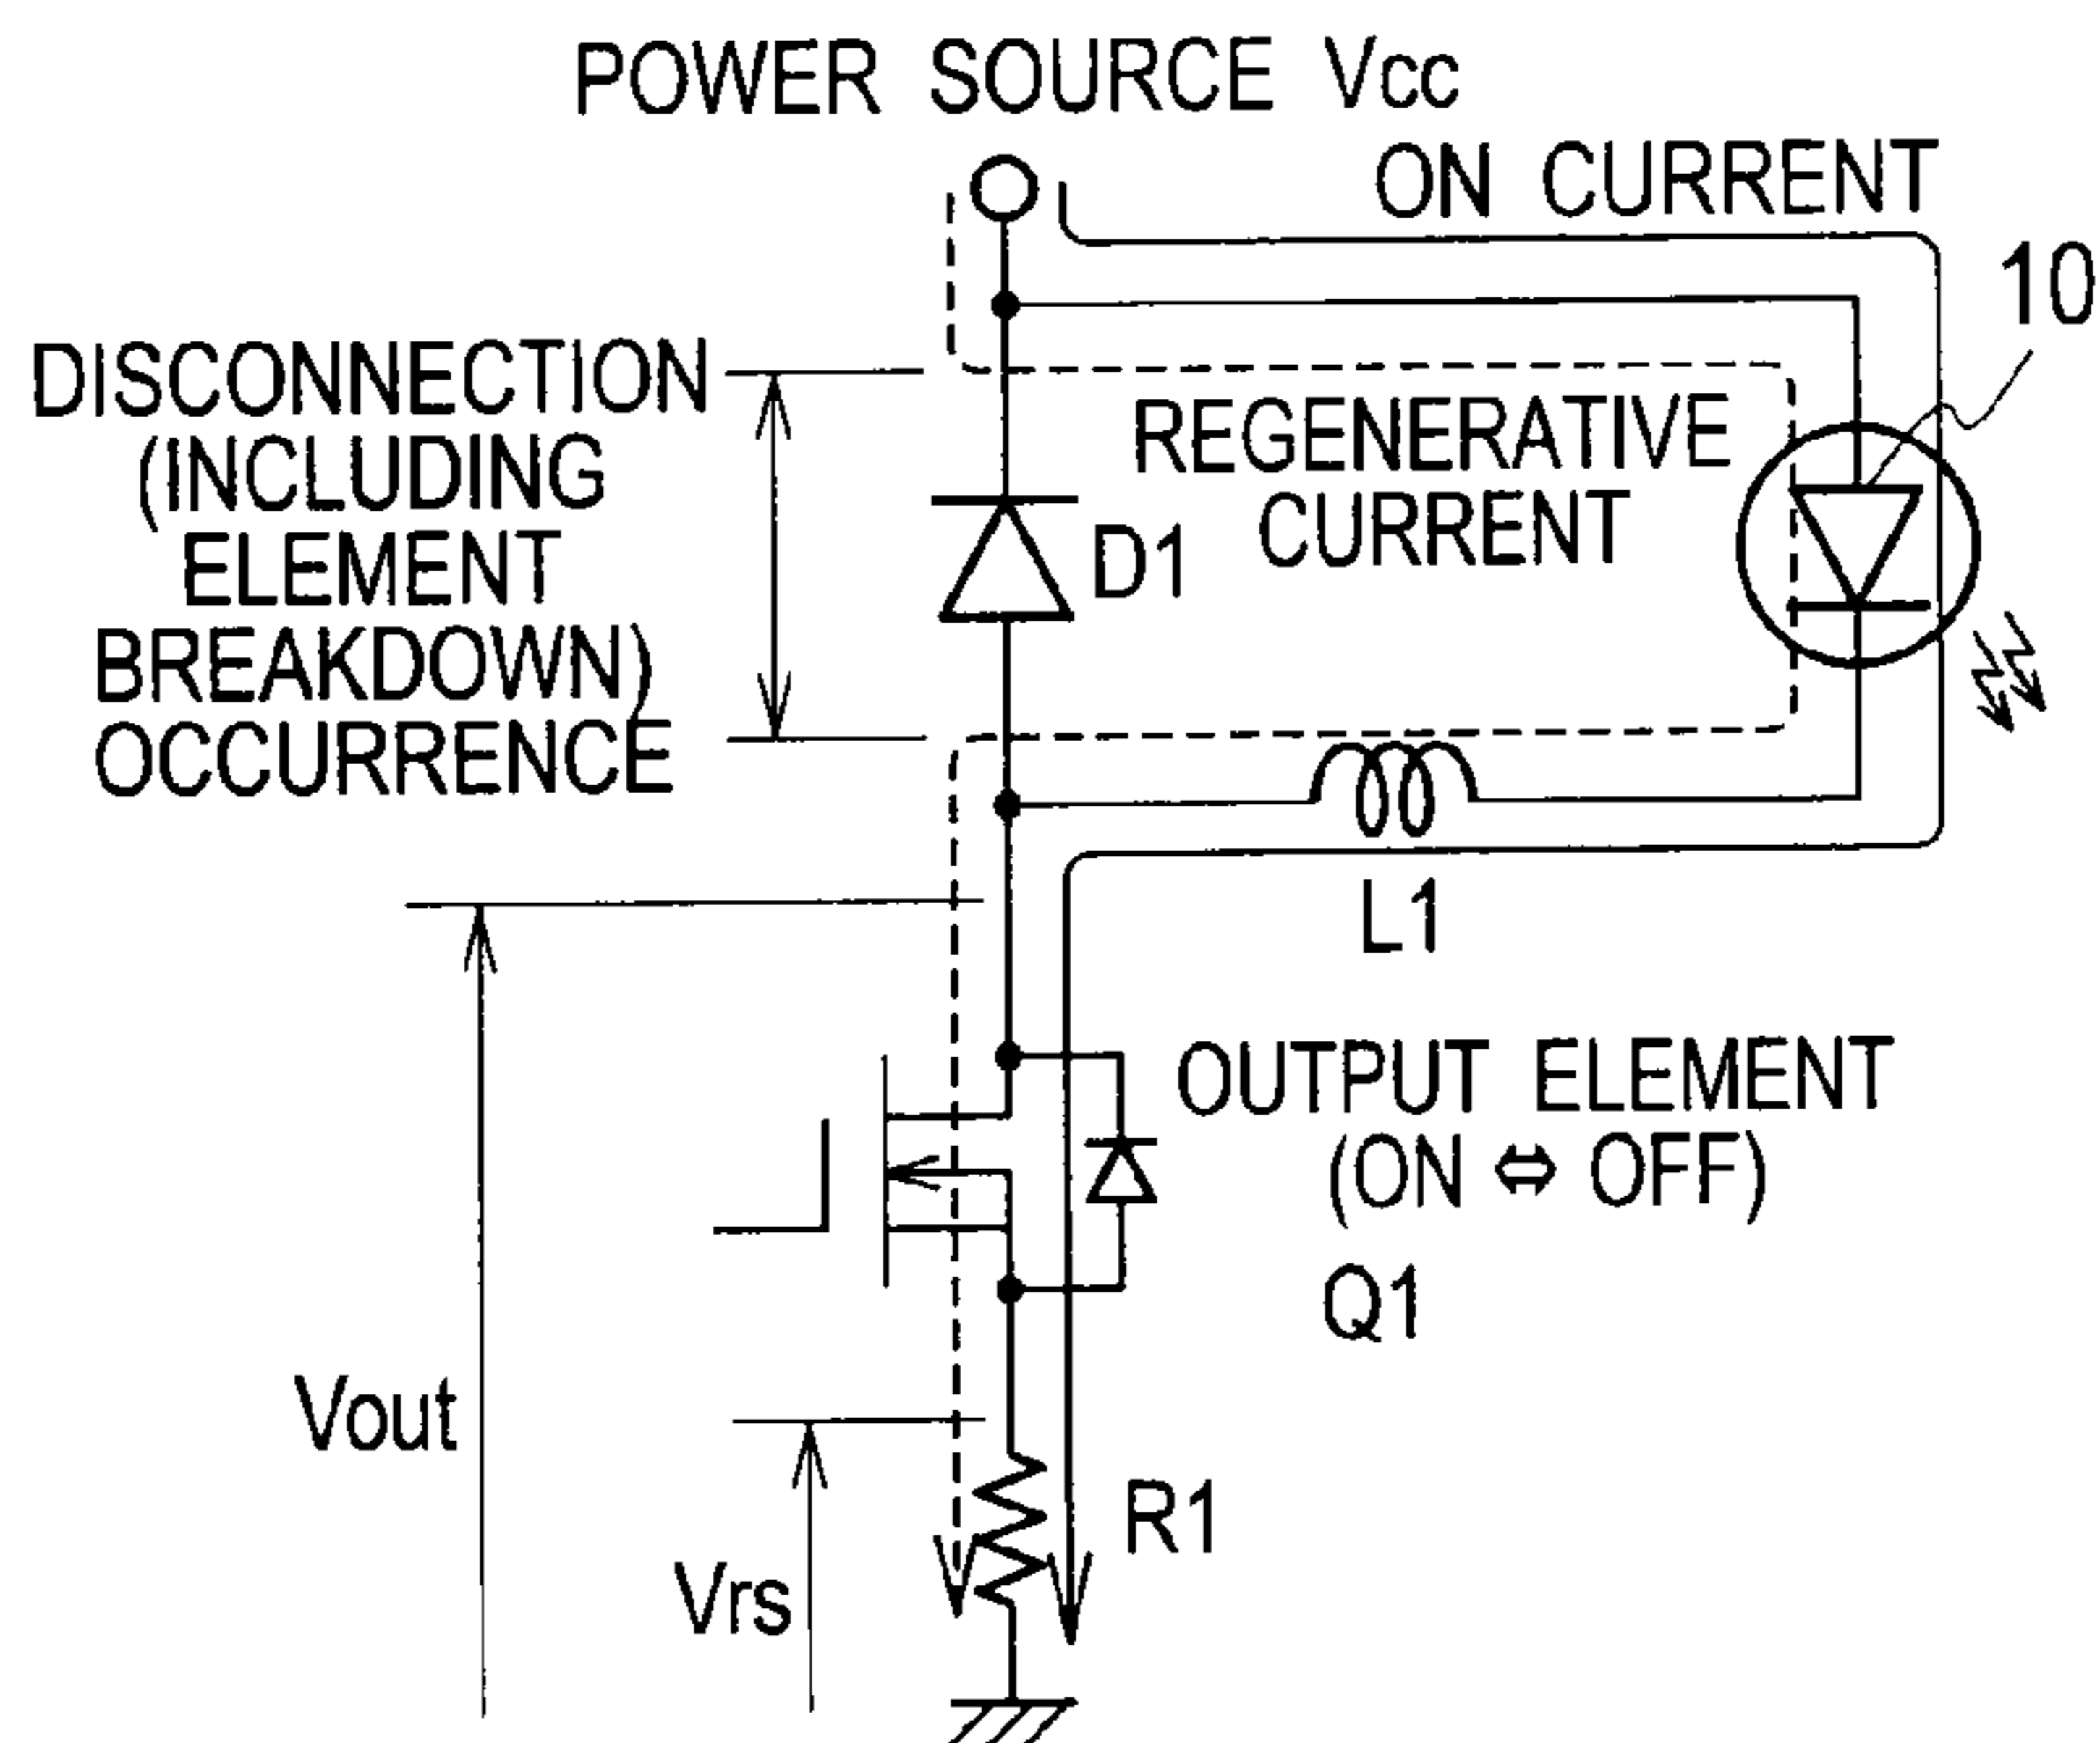 POWER SOURCE Vcc
ON CURRENT
10
DISCONNECTION
(INCLUDING
ELEMENT
BREAKDOWN)
OCCURRENCE
REGENERATIVE
CURRENT
D1
L1
OUTPUT ELEMENT
(ON ⇔ OFF)
Q1
Vout
Vrs
R1